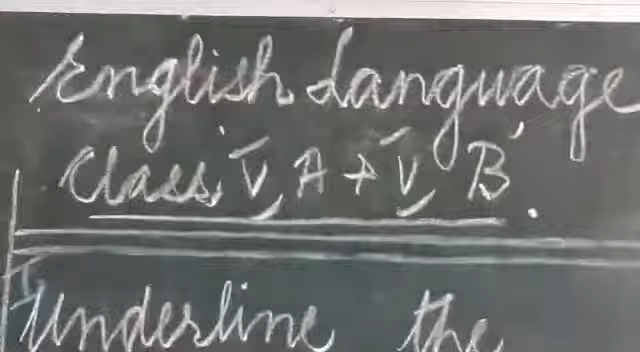 English Language
Class V A + V B.
Underline the